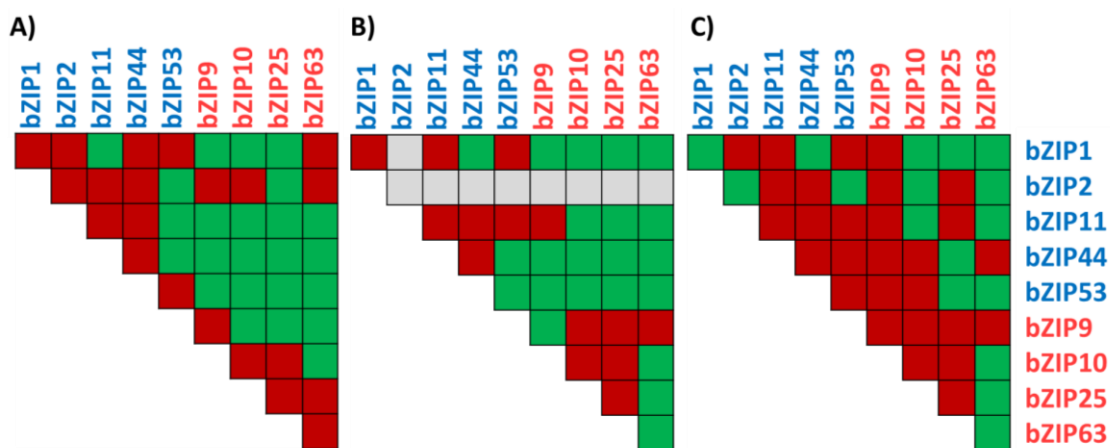 A)
bZIP1 bZIP2 bZIP11 bZIP44 bZIP53 bZIP9 bZIP10 bZIP25 bZIP63
B)
bZIP1 bZIP2 bZIP11 bZIP44 bZIP53 bZIP9 bZIP10 bZIP25 bZIP63
C)
bZIP1 bZIP2 bZIP11 bZIP44 bZIP53 bZIP9 bZIP10 bZIP25 bZIP63
bZIP1
bZIP2
bZIP11
bZIP44
bZIP53
bZIP9
bZIP10
bZIP25
bZIP63